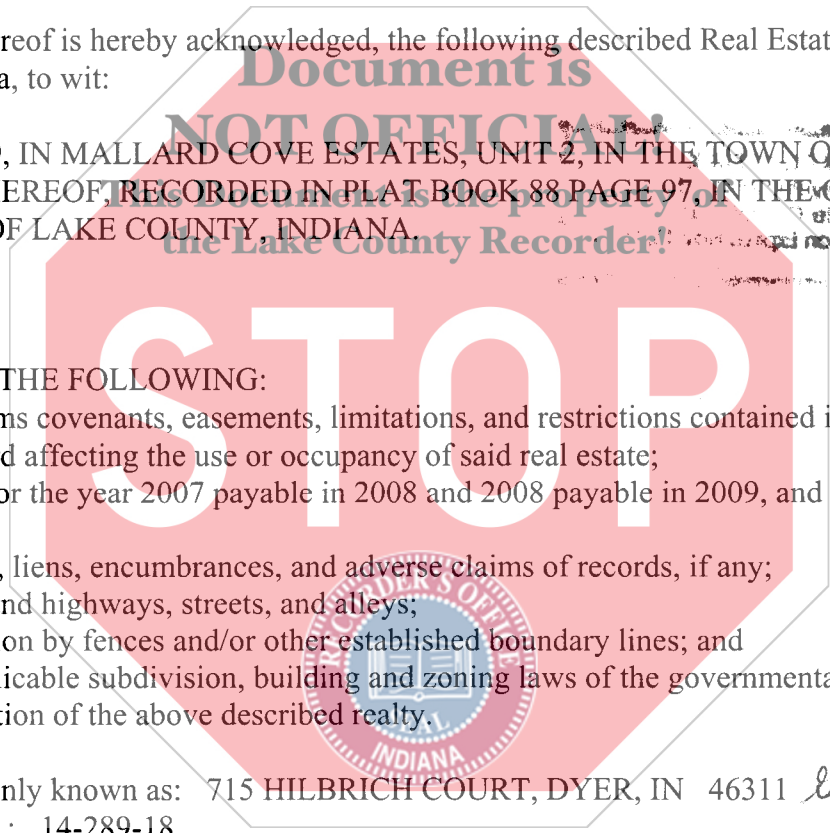 reof is hereby acknowledged, the following described Real Estat
a, to wit:
Document is
NOT OFFICIAL!
, IN MALLARD COVE ESTATES, UNIT 2, IN THE TOWN O
EREOF, RECORDED IN PLAT BOOK 88 PAGE 97, IN THE
This Document is the property of
OF LAKE COUNTY, INDIANA.
the Lake County Recorder!
STOP
THE FOLLOWING:
ms covenants, easements, limitations, and restrictions contained i
d affecting the use or occupancy of said real estate;
or the year 2007 payable in 2008 and 2008 payable in 2009, and
, liens, encumbrances, and adverse claims of records, if any;
nd highways, streets, and alleys;
on by fences and/or other established boundary lines; and
licable subdivision, building and zoning laws of the governmenta
tion of the above described realty.
RECORDER'S OFFICE
SEAL
INDIANA
nly known as: 715 HILBRICH COURT, DYER, IN 46311
: 14-289-18